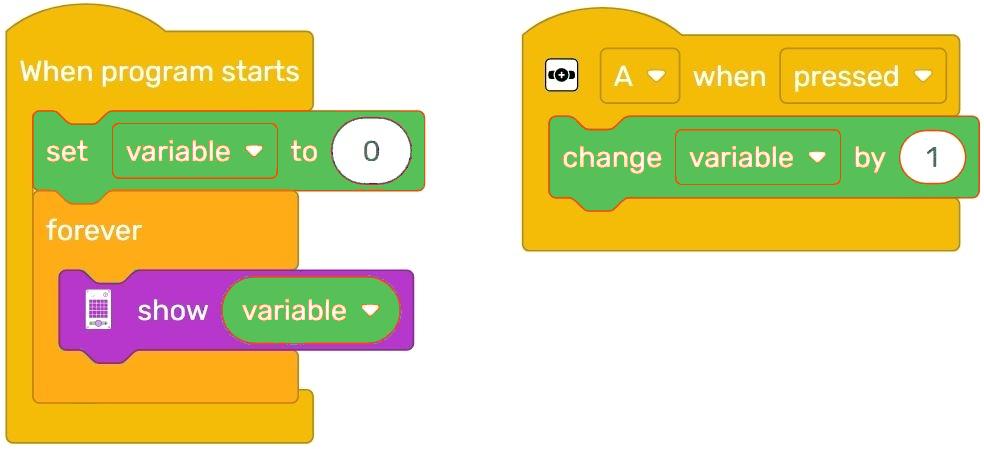 When program starts
set variable to 0
forever
show variable
A when pressed
change variable by 1